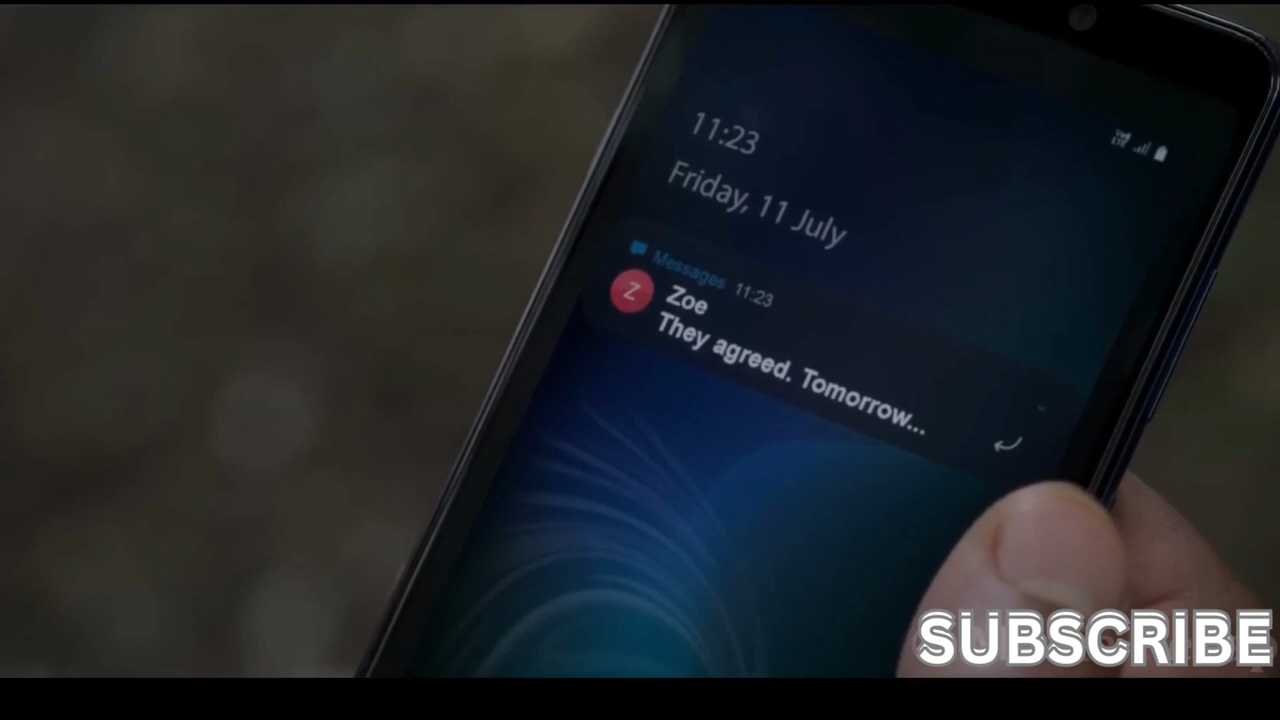 11:23
Friday, 11 July
Messages 11:23
Z
Zoe
They agreed. Tomorrow...
SUBSCRIBE